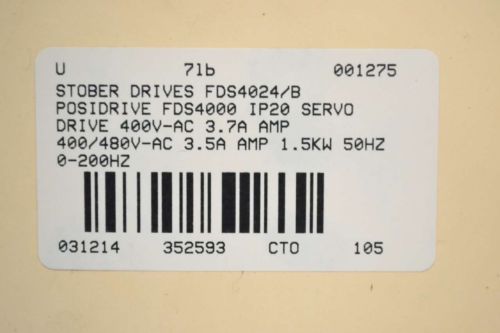 U 7lb 001275
STOBER DRIVES FDS4024/B
POSIDRIVE FDS4000 IP20 SERVO
DRIVE 400V-AC 3.7A AMP
400/480V-AC 3.5A AMP 1.5KW 50HZ
0-200HZ
031214 352593 CTO 105